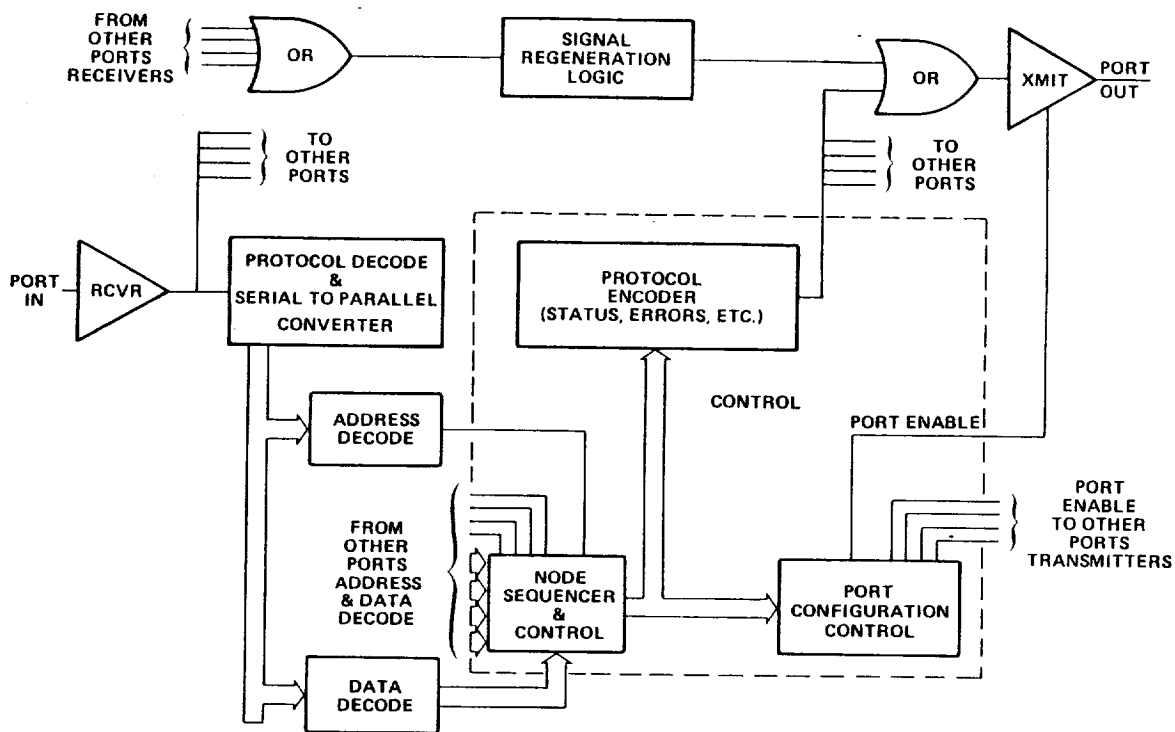 FROM
OTHER
PORTS
RECEIVERS
OR
SIGNAL
REGENERATION
LOGIC
OR
XMIT
PORT
OUT
TO
OTHER
PORTS
TO
OTHER
PORTS
PORT
IN
RCVR
PROTOCOL DECODE
&
SERIAL TO PARALLEL
CONVERTER
PROTOCOL
ENCODER
(STATUS, ERRORS, ETC.)
CONTROL
ADDRESS
DECODE
PORT ENABLE
FROM
OTHER
PORTS
ADDRESS
& DATA
DECODE
NODE
SEQUENCER
&
CONTROL
PORT
CONFIGURATION
CONTROL
PORT
ENABLE
TO OTHER
PORTS
TRANSMITTERS
DATA
DECODE